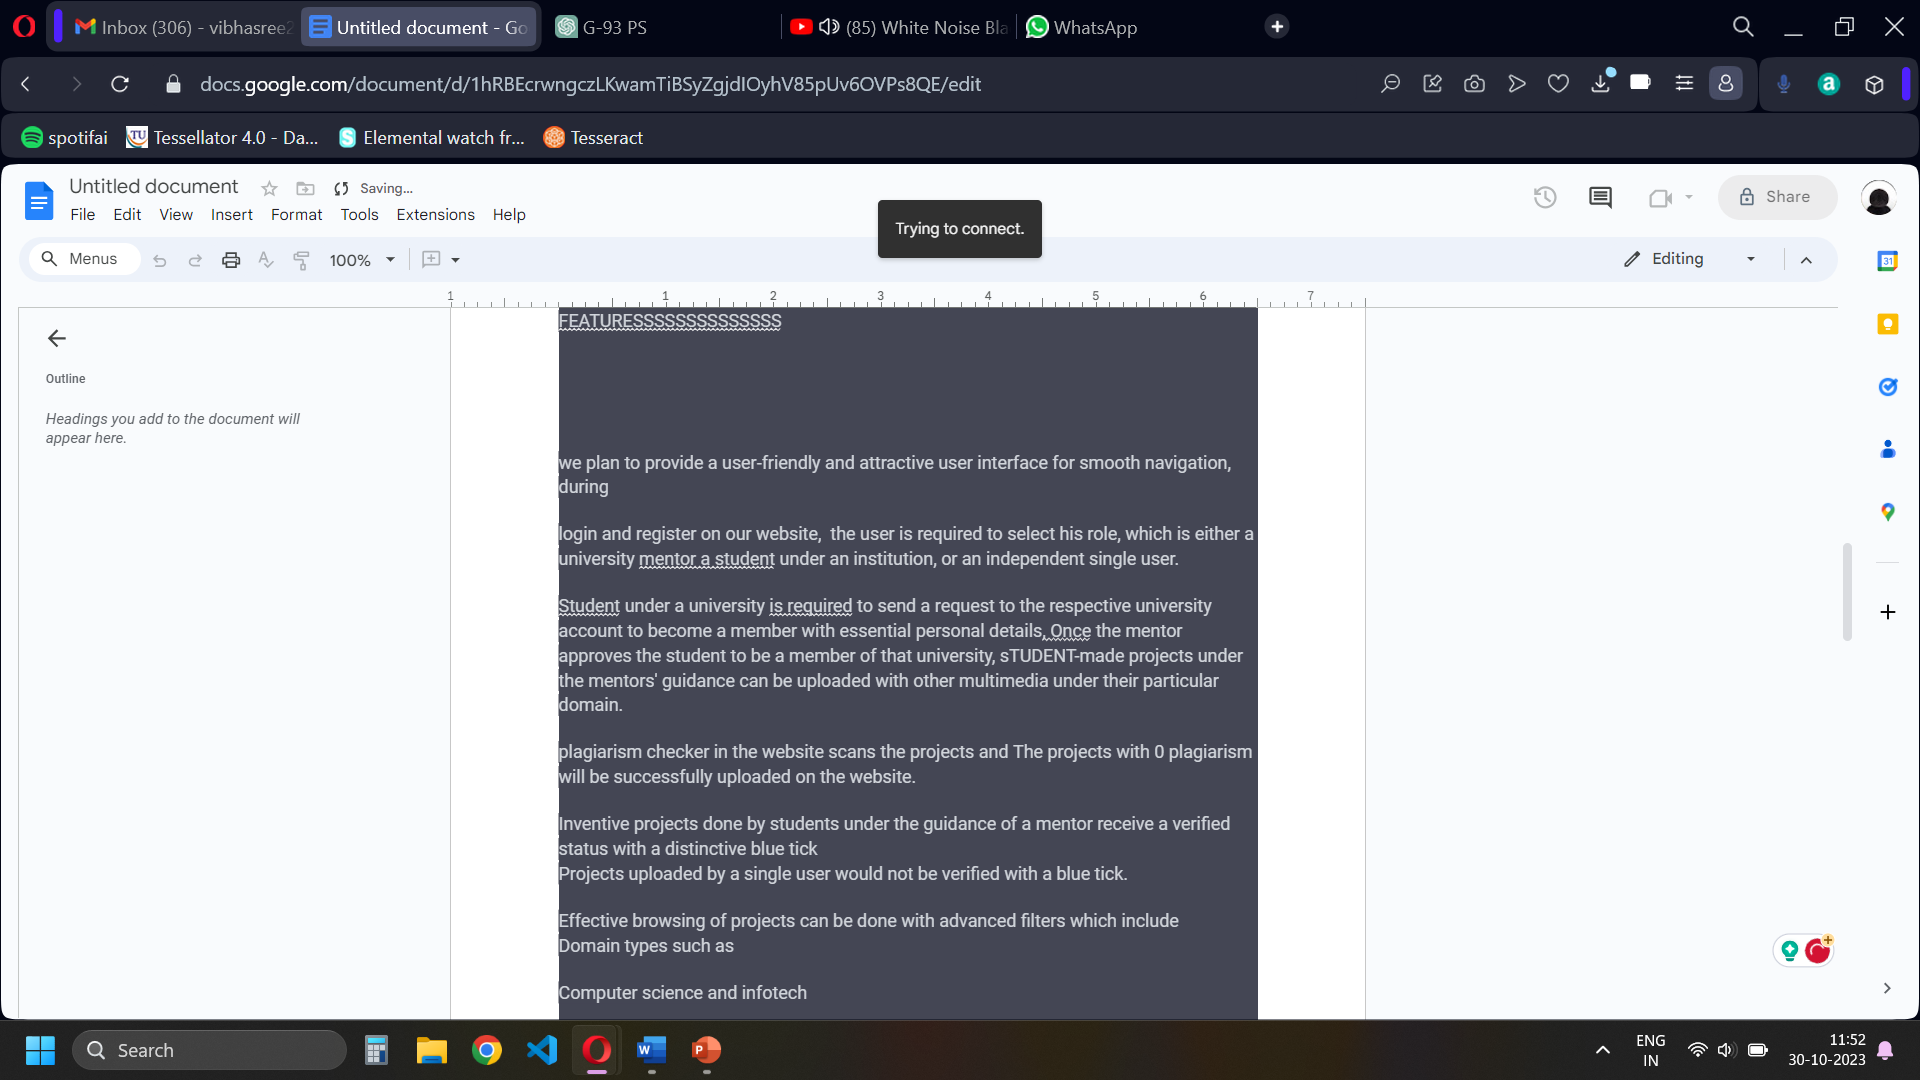 Inbox (306) - vibhasree2
Untitled document - Go
G-93 PS
(85) White Noise Bla
WhatsApp
docs.google.com/document/d/1hRBEcrwngczLKwamTiBSyZgjdIOyhV85pUv6OVPs8QE/edit
spotifai
TU
Tessellator 4.0 - Da...
Elemental watch fr...
Tesseract
Untitled document
Saving...
File Edit View Insert Format Tools Extensions Help
Trying to connect.
Share
Menus
100%
Editing
1 1 2 3 4 5 6 7
31
Outline
Headings you add to the document will
appear here.
FEATURESSSSSSSSSSSSSS
we plan to provide a user-friendly and attractive user interface for smooth navigation,
during
login and register on our website,  the user is required to select his role, which is either a
university mentor a student under an institution, or an independent single user.
Student under a university is required to send a request to the respective university
account to become a member with essential personal details, Once the mentor
approves the student to be a member of that university, sTUDENT-made projects under
the mentors' guidance can be uploaded with other multimedia under their particular
domain.
plagiarism checker in the website scans the projects and The projects with 0 plagiarism
will be successfully uploaded on the website.
Inventive projects done by students under the guidance of a mentor receive a verified
status with a distinctive blue tick
Projects uploaded by a single user would not be verified with a blue tick.
Effective browsing of projects can be done with advanced filters which include
Domain types such as
Computer science and infotech
Search
ENG
IN
11:52
30-10-2023